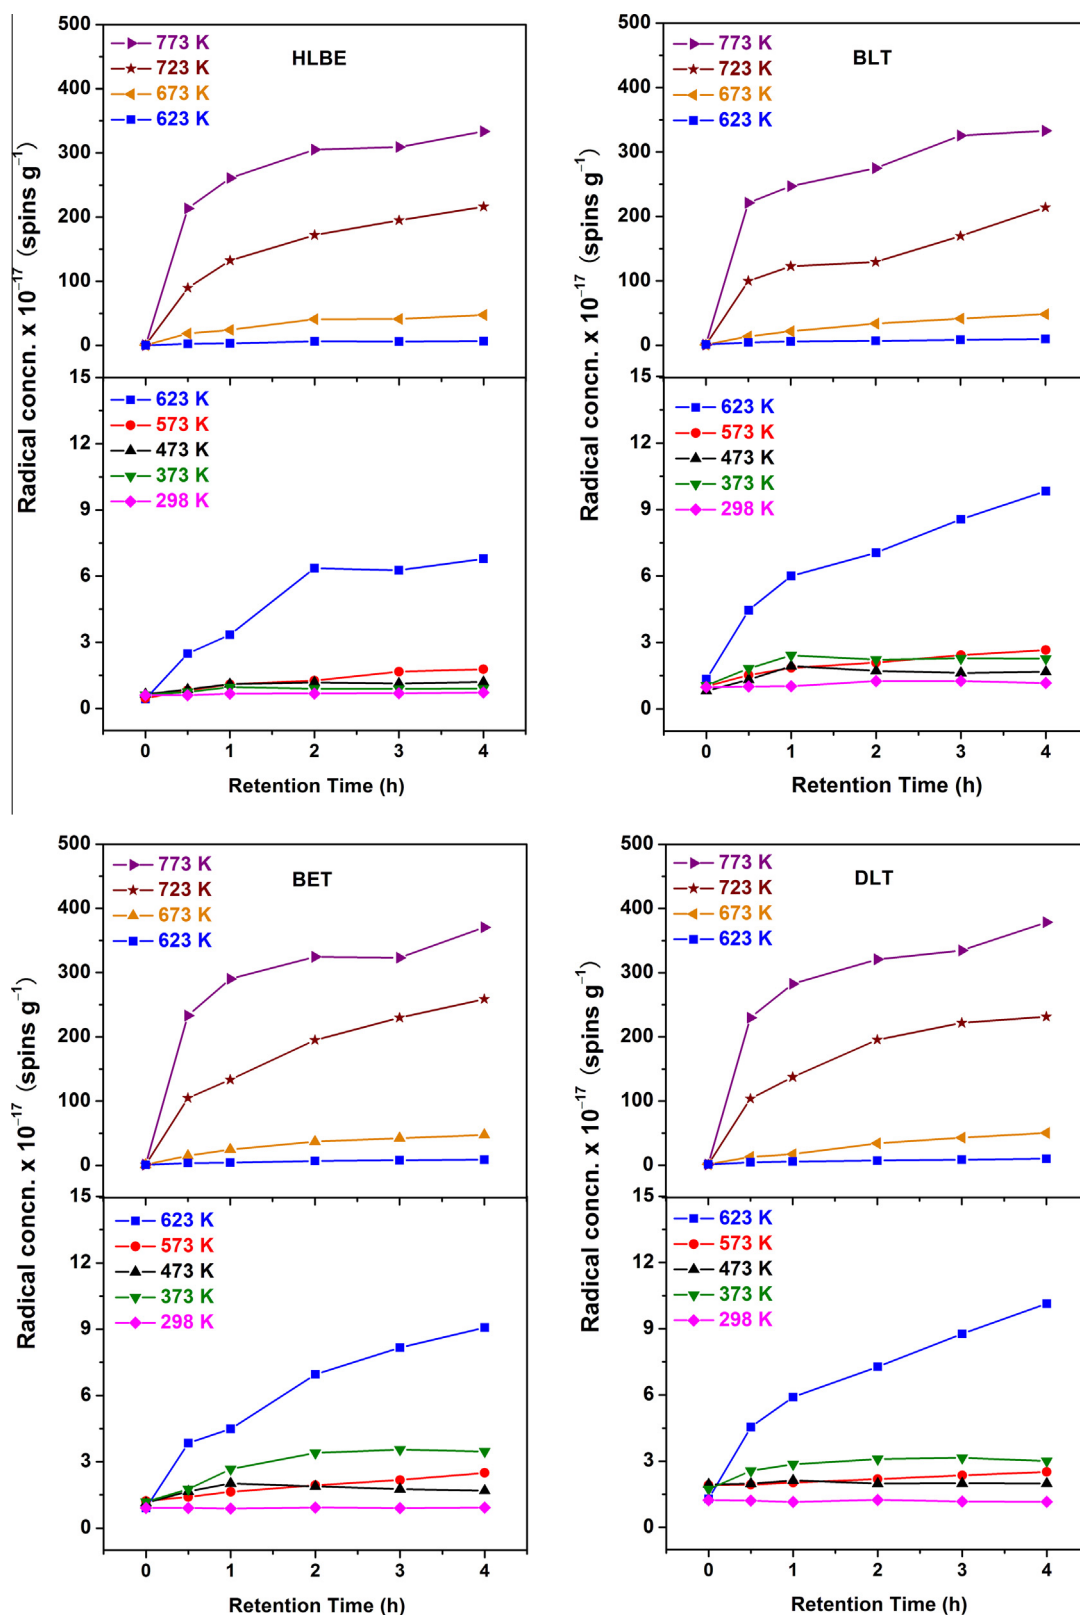 500
400
300
200
100
0
773 K
723 K
673 K
623 K
HLBE
15
12
9
6
3
0
623 K
573 K
473 K
373 K
298 K
0 1 2 3 4
Retention Time (h)
Radical concn. x 10⁻¹⁷ (spins g⁻¹)
500
400
300
200
100
0
773 K
723 K
673 K
623 K
BLT
15
12
9
6
3
0
623 K
573 K
473 K
373 K
298 K
0 1 2 3 4
Retention Time (h)
Radical concn. x 10⁻¹⁷ (spins g⁻¹)
500
400
300
200
100
0
773 K
723 K
673 K
623 K
BET
15
12
9
6
3
0
623 K
573 K
473 K
373 K
298 K
0 1 2 3 4
Retention Time (h)
Radical concn. x 10⁻¹⁷ (spins g⁻¹)
500
400
300
200
100
0
773 K
723 K
673 K
623 K
DLT
15
12
9
6
3
0
623 K
573 K
473 K
373 K
298 K
0 1 2 3 4
Retention Time (h)
Radical concn. x 10⁻¹⁷ (spins g⁻¹)